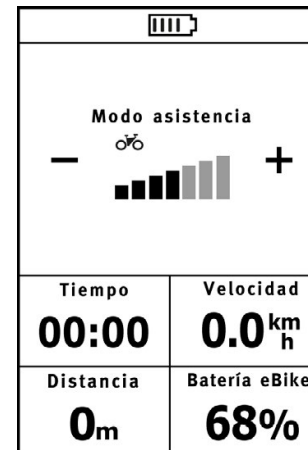 Modo asistencia
− +
Tiempo
Velocidad
00:00
0.0 km/h
Distancia
Batería eBike
0m
68%